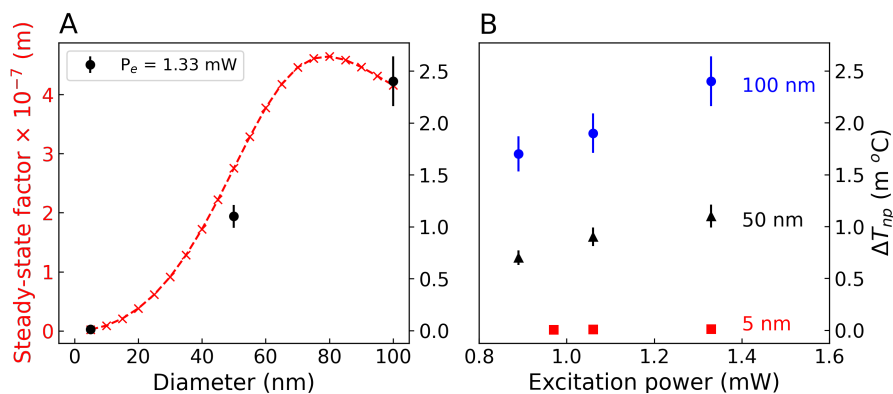 A
B
Steady-state factor × 10⁻⁷ (m)
P_e = 1.33 mW
4
3
2
1
0
2.5
2.0
1.5
1.0
0.5
0.0
0 20 40 60 80 100
Diameter (nm)
100 nm
50 nm
5 nm
2.5
2.0
1.5
1.0
0.5
0.0
ΔT_np (m °C)
0.8 1.0 1.2 1.4 1.6
Excitation power (mW)